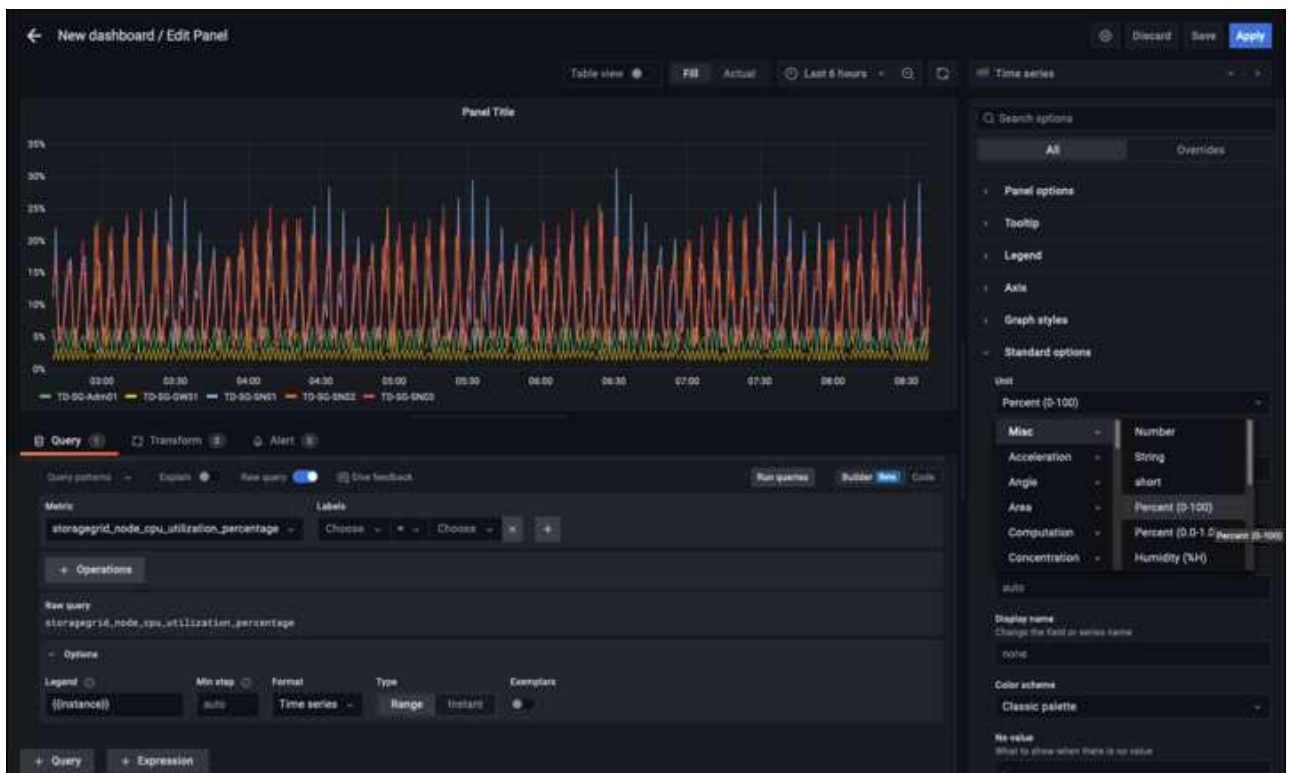 New dashboard / Edit Panel
Discard Save Apply
Table view Fill Actual Last 6 hours Time series
Panel Title
Search options
All Overrides
35%
30%
25%
20%
15%
10%
5%
0%
03:00 03:30 04:00 04:30 05:00 05:30 06:00 06:30 07:00 07:30 08:00 08:30
TD-SG-Adm01 TD-SG-GW01 TD-SG-SN01 TD-SG-SN02 TD-SG-SN03
Panel options
Tooltip
Legend
Axis
Graph styles
Standard options
Unit
Percent (0-100)
Misc Number
Acceleration String
Angle short
Area Percent (0-100)
Computation Percent (0.0-1.0
Percent (0-100)
Concentration Humidity (%H)
auto
Display name
Change the field or series name
none
Color scheme
Classic palette
No value
What to show when there is no value
Query 1 Transform 0 Alert 0
Query patterns Explain Raw query Give feedback Run queries Builder Beta Code
Metric Labels
storagegrid_node_cpu_utilization_percentage Choose = Choose × +
+ Operations
Raw query
storagegrid_node_cpu_utilization_percentage
Options
Legend Min step Format Type Exemplars
{{instance}} auto Time series Range Instant
+ Query + Expression